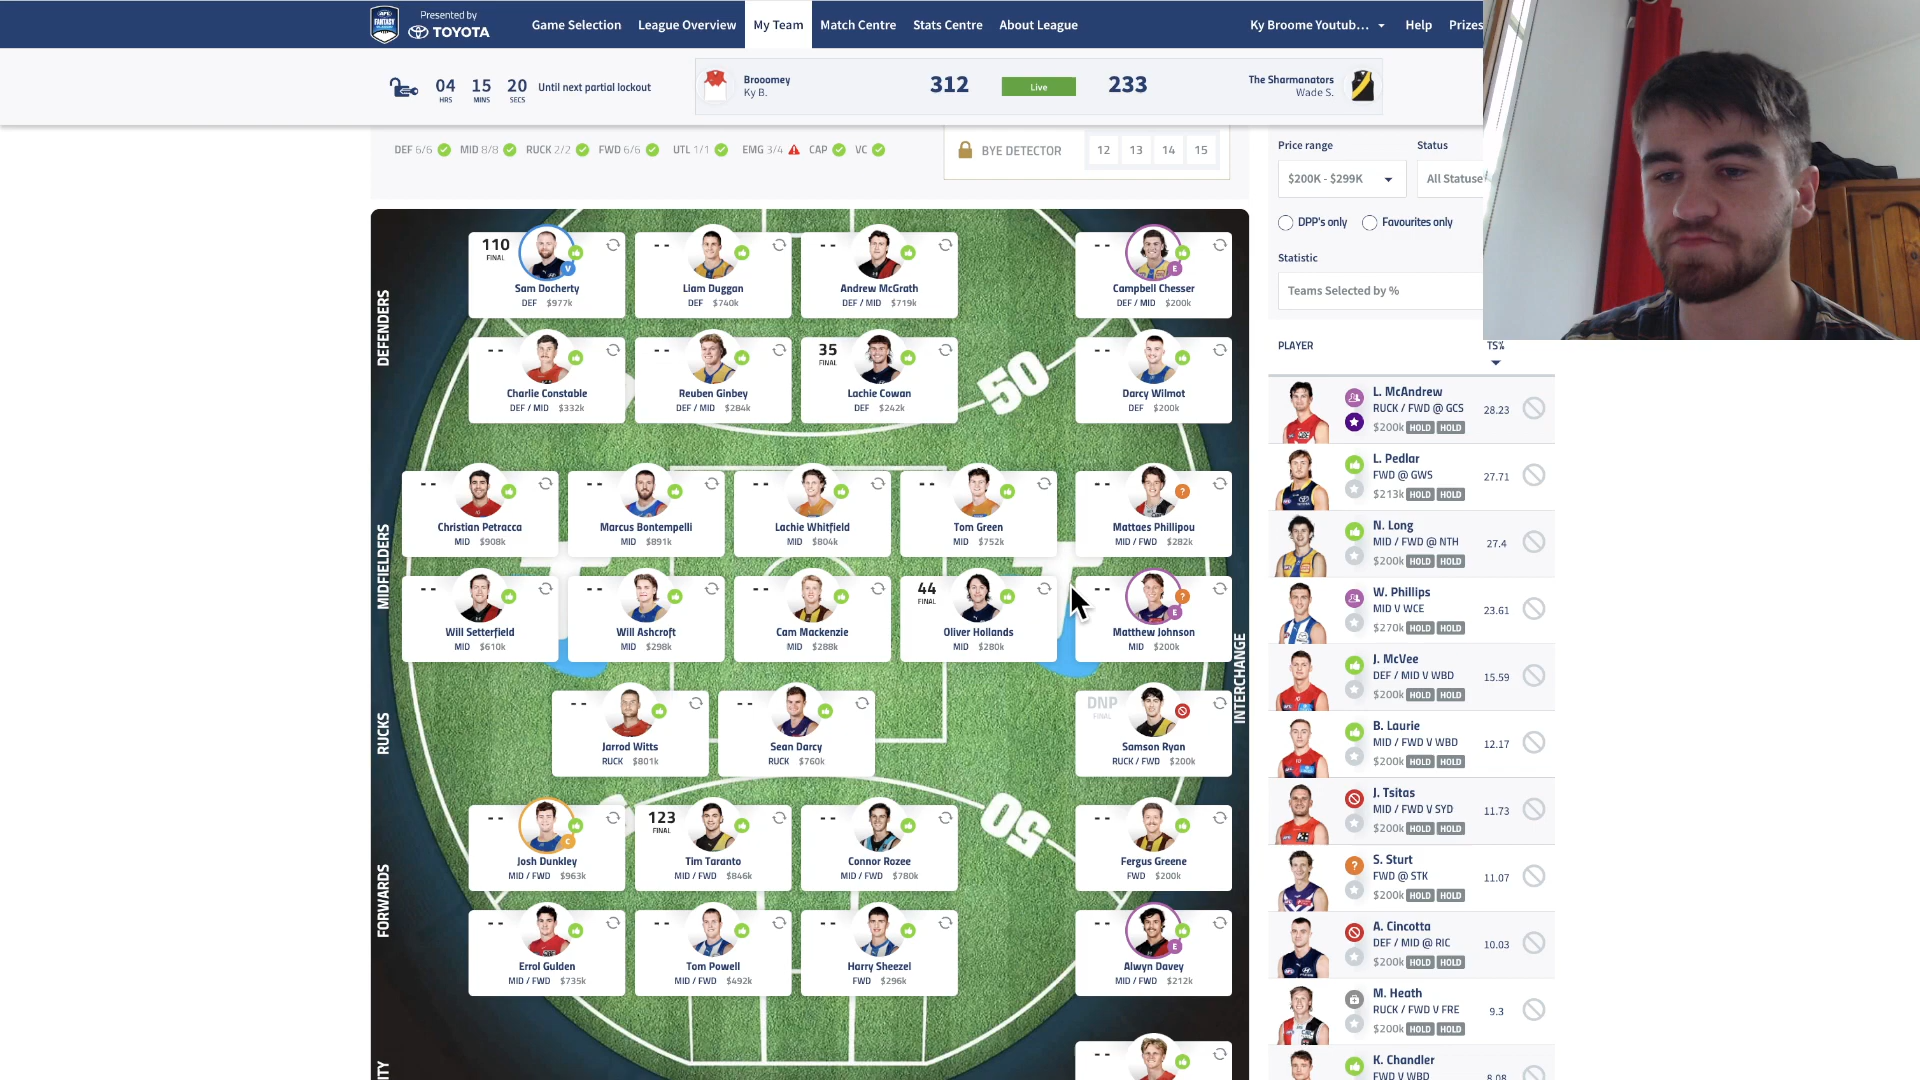 AFL FANTASY CLASSIC
Presented by
TOYOTA
Game Selection League Overview My Team Match Centre Stats Centre About League
Ky Broome Youtub... Help Prizes
04 HRS 15 MINS 20 SECS Until next partial lockout
Brooomey
Ky B.
312 Live 233
The Sharmanators
Wade S.
DEF 6/6 MID 8/8 RUCK 2/2 FWD 6/6 UTL 1/1 EMG 3/4 CAP VC
BYE DETECTOR 12 13 14 15
DEFENDERS
110 FINAL
V
Sam Docherty
DEF $977k
- -
Liam Duggan
DEF $740k
- -
Andrew McGrath
DEF / MID $719k
- -
E
Campbell Chesser
DEF / MID $200k
- -
Charlie Constable
DEF / MID $332k
- -
Reuben Ginbey
DEF / MID $284k
35 FINAL
Lachie Cowan
DEF $242k
- -
Darcy Wilmot
DEF $200k
50
MIDFIELDERS
- -
Christian Petracca
MID $908k
- -
Marcus Bontempelli
MID $891k
- -
Lachie Whitfield
MID $804k
- -
Tom Green
MID $752k
- -
?
Mattaes Phillipou
MID / FWD $282k
- -
Will Setterfield
MID $610k
- -
Will Ashcroft
MID $298k
- -
Cam Mackenzie
MID $288k
44 FINAL
Oliver Hollands
MID $280k
- -
?
E
Matthew Johnson
MID $200k
INTERCHANGE
RUCKS
- -
Jarrod Witts
RUCK $801k
- -
Sean Darcy
RUCK $760k
DNP FINAL
Samson Ryan
RUCK / FWD $200k
50
FORWARDS
- -
C
Josh Dunkley
MID / FWD $963k
123 FINAL
Tim Taranto
MID / FWD $846k
- -
Connor Rozee
MID / FWD $780k
- -
Fergus Greene
FWD $200k
- -
Errol Gulden
MID / FWD $735k
- -
Tom Powell
MID / FWD $492k
- -
Harry Sheezel
FWD $296k
- -
E
Alwyn Davey
MID / FWD $212k
- -
Price range Status
$200K - $299K All Statuse
DPP's only Favourites only
Statistic
Teams Selected by %
PLAYER TS%
L. McAndrew
RUCK / FWD @ GCS 28.23
$200k HOLD HOLD
L. Pedlar
FWD @ GWS 27.71
$213k HOLD HOLD
N. Long
MID / FWD @ NTH 27.4
$200k HOLD HOLD
W. Phillips
MID V WCE 23.61
$270k HOLD HOLD
J. McVee
DEF / MID V WBD 15.59
$200k HOLD HOLD
B. Laurie
MID / FWD V WBD 12.17
$200k HOLD HOLD
J. Tsitas
MID / FWD V SYD 11.73
$200k HOLD HOLD
?
S. Sturt
FWD @ STK 11.07
$200k HOLD HOLD
A. Cincotta
DEF / MID @ RIC 10.03
$200k HOLD HOLD
M. Heath
RUCK / FWD V FRE 9.3
$200k HOLD HOLD
K. Chandler
FWD V WBD 8.08